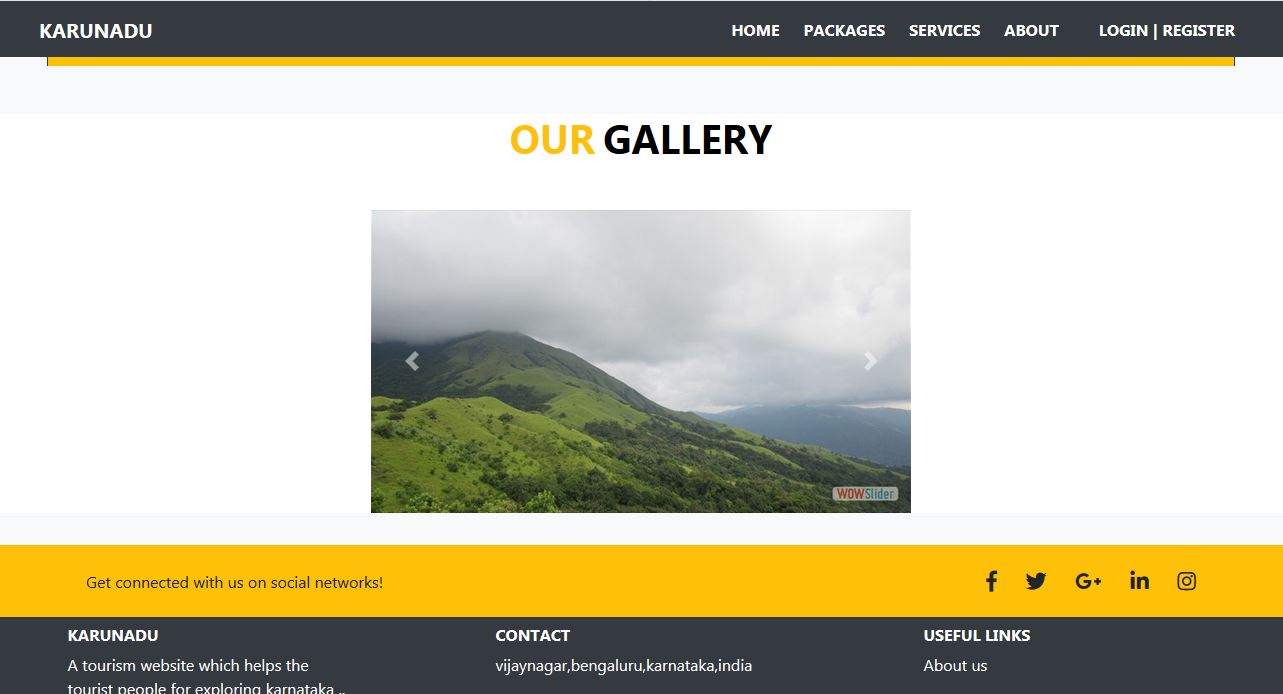 KARUNADU
HOME PACKAGES SERVICES ABOUT LOGIN | REGISTER
OUR GALLERY
WOWSlider
Get connected with us on social networks!
KARUNADU
A tourism website which helps the
tourist people for exploring karnataka ..
CONTACT
vijaynagar,bengaluru,karnataka,india
USEFUL LINKS
About us